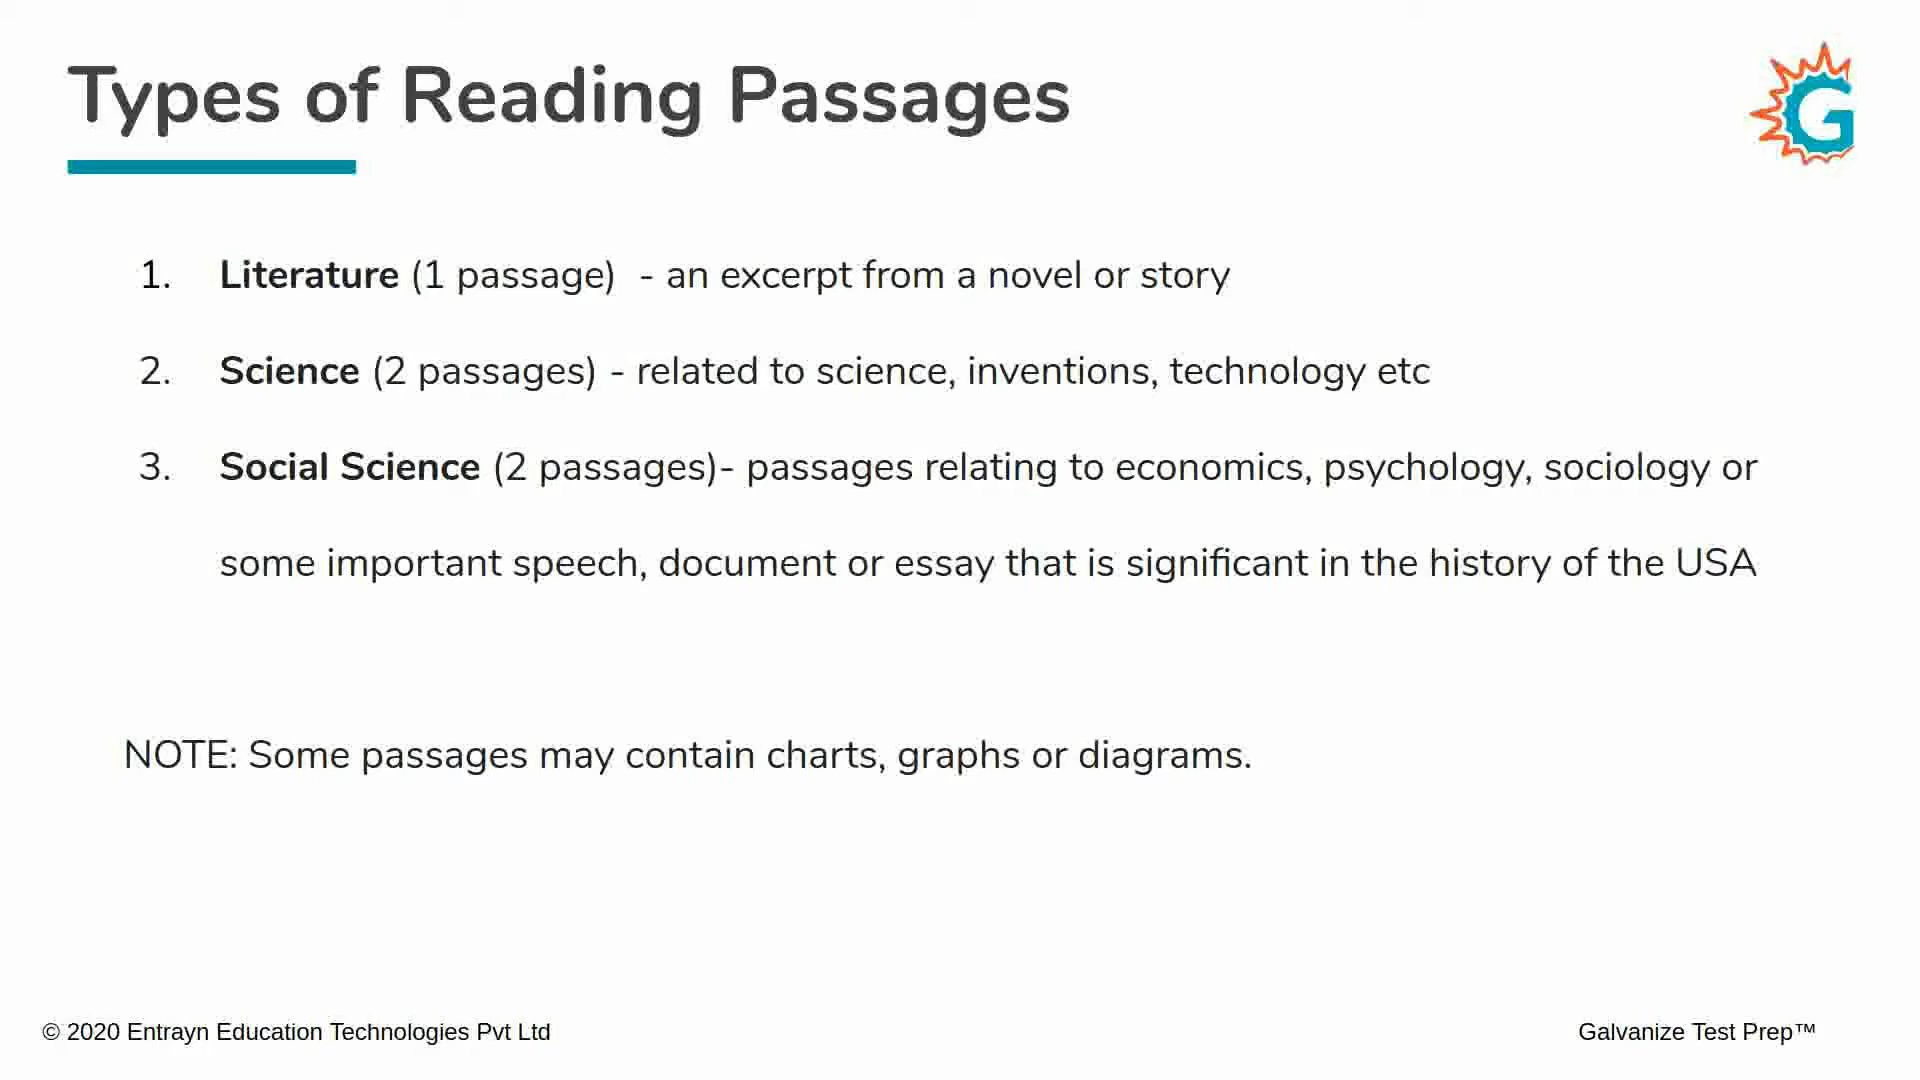 Types of Reading Passages
G
1. Literature (1 passage)  - an excerpt from a novel or story
2. Science (2 passages) - related to science, inventions, technology etc
3. Social Science (2 passages)- passages relating to economics, psychology, sociology or
some important speech, document or essay that is significant in the history of the USA
NOTE: Some passages may contain charts, graphs or diagrams.
© 2020 Entrayn Education Technologies Pvt Ltd
Galvanize Test Prep™